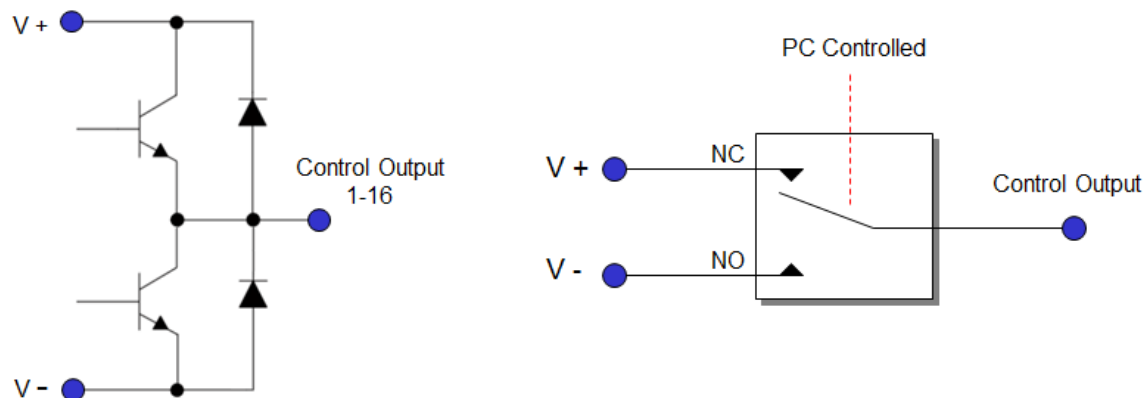 V +
Control Output
1-16
V -
PC Controlled
V +
NC
Control Output
V -
NO